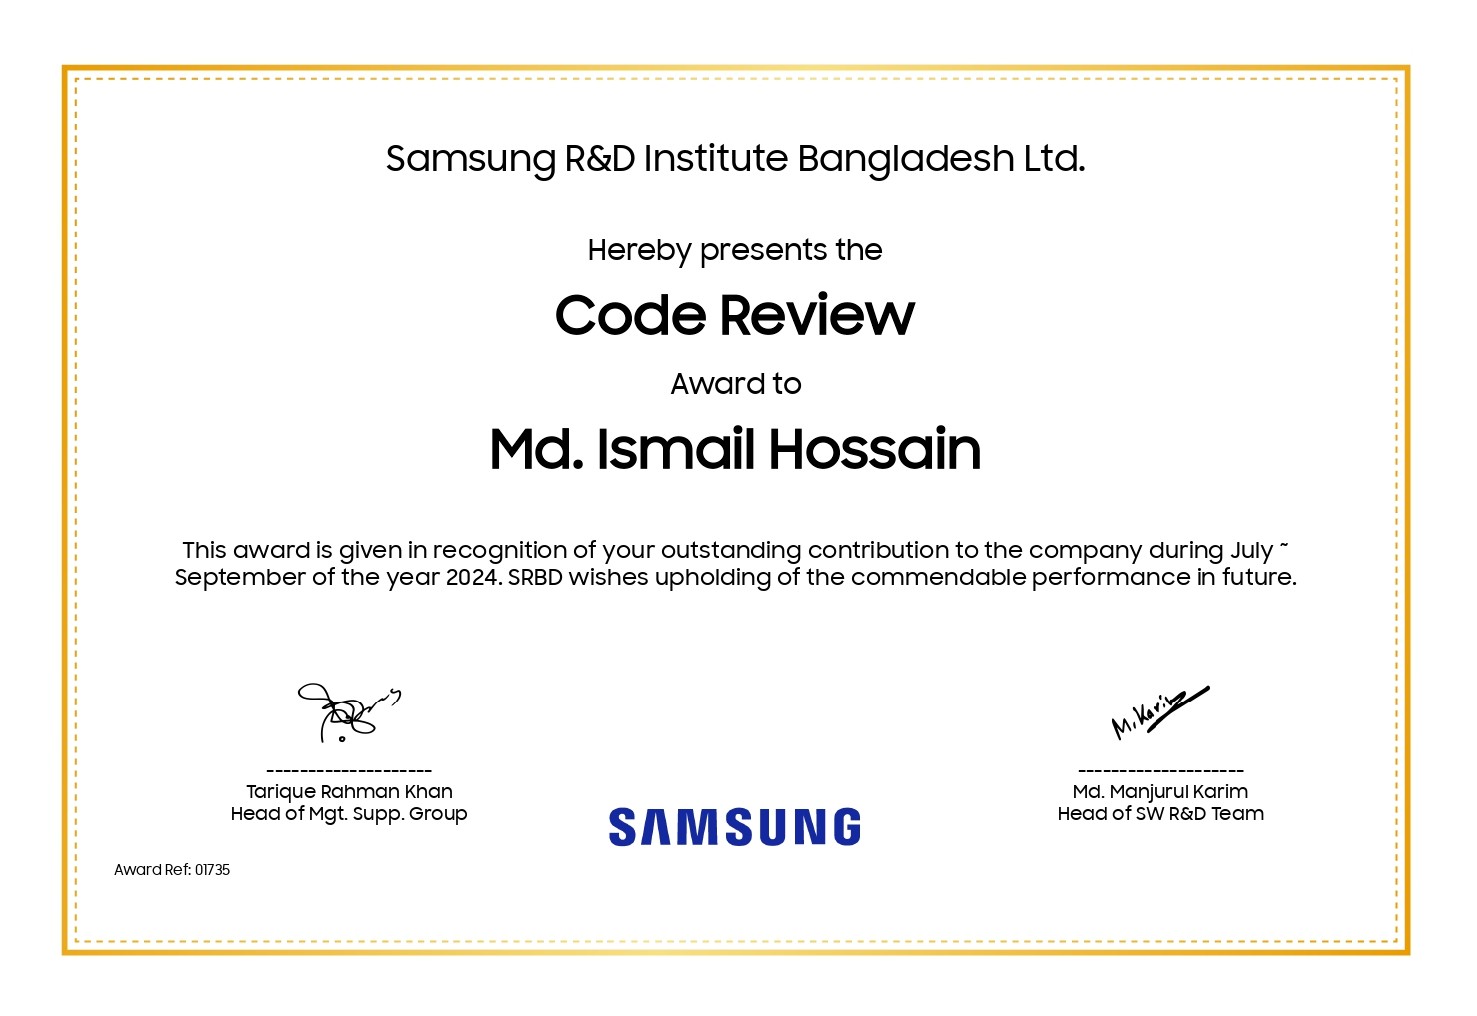 Samsung R&D Institute Bangladesh Ltd.
Hereby presents the
Code Review
Award to
Md. Ismail Hossain
This award is given in recognition of your outstanding contribution to the company during July ~
September of the year 2024. SRBD wishes upholding of the commendable performance in future.
M. Karim
--------------------
Tarique Rahman Khan
Head of Mgt. Supp. Group
--------------------
Md. Manjurul Karim
Head of SW R&D Team
SAMSUNG
Award Ref: 01735